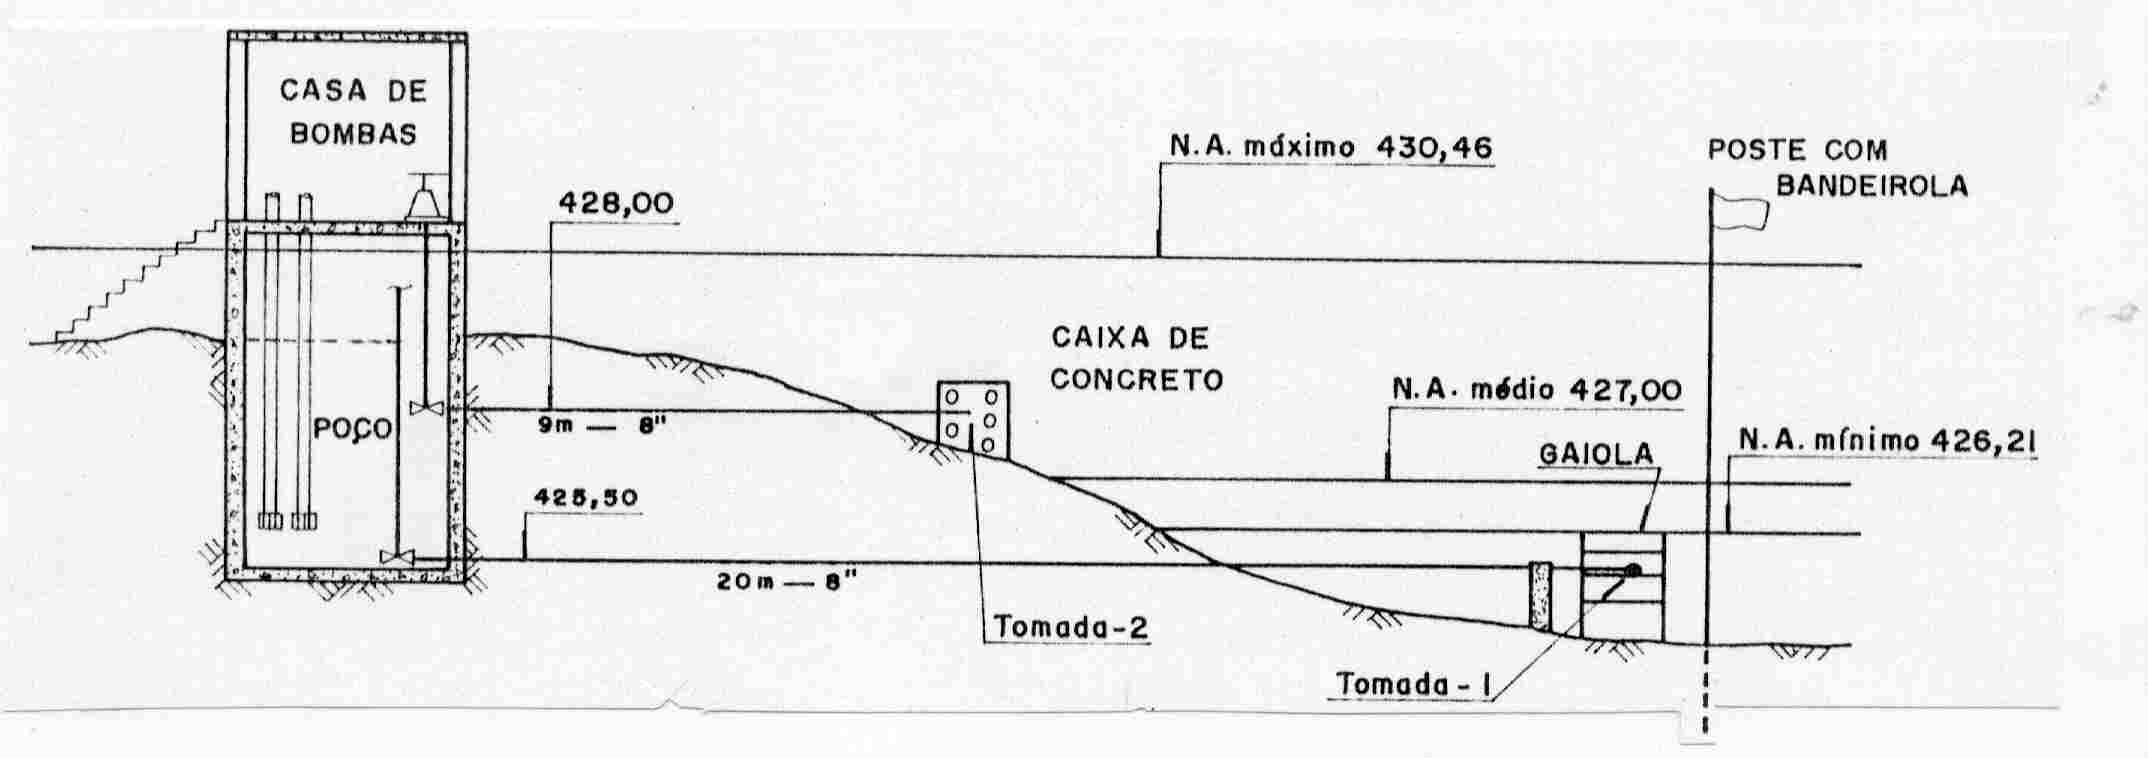 CASA DE
BOMBAS
428,00
N.A. máximo 430,46
POSTE COM
BANDEIROLA
CAIXA DE
CONCRETO
N.A. médio 427,00
GAIOLA
N.A. mínimo 426,21
POÇO
9m — 8"
425,50
20m — 8"
Tomada-2
Tomada-1